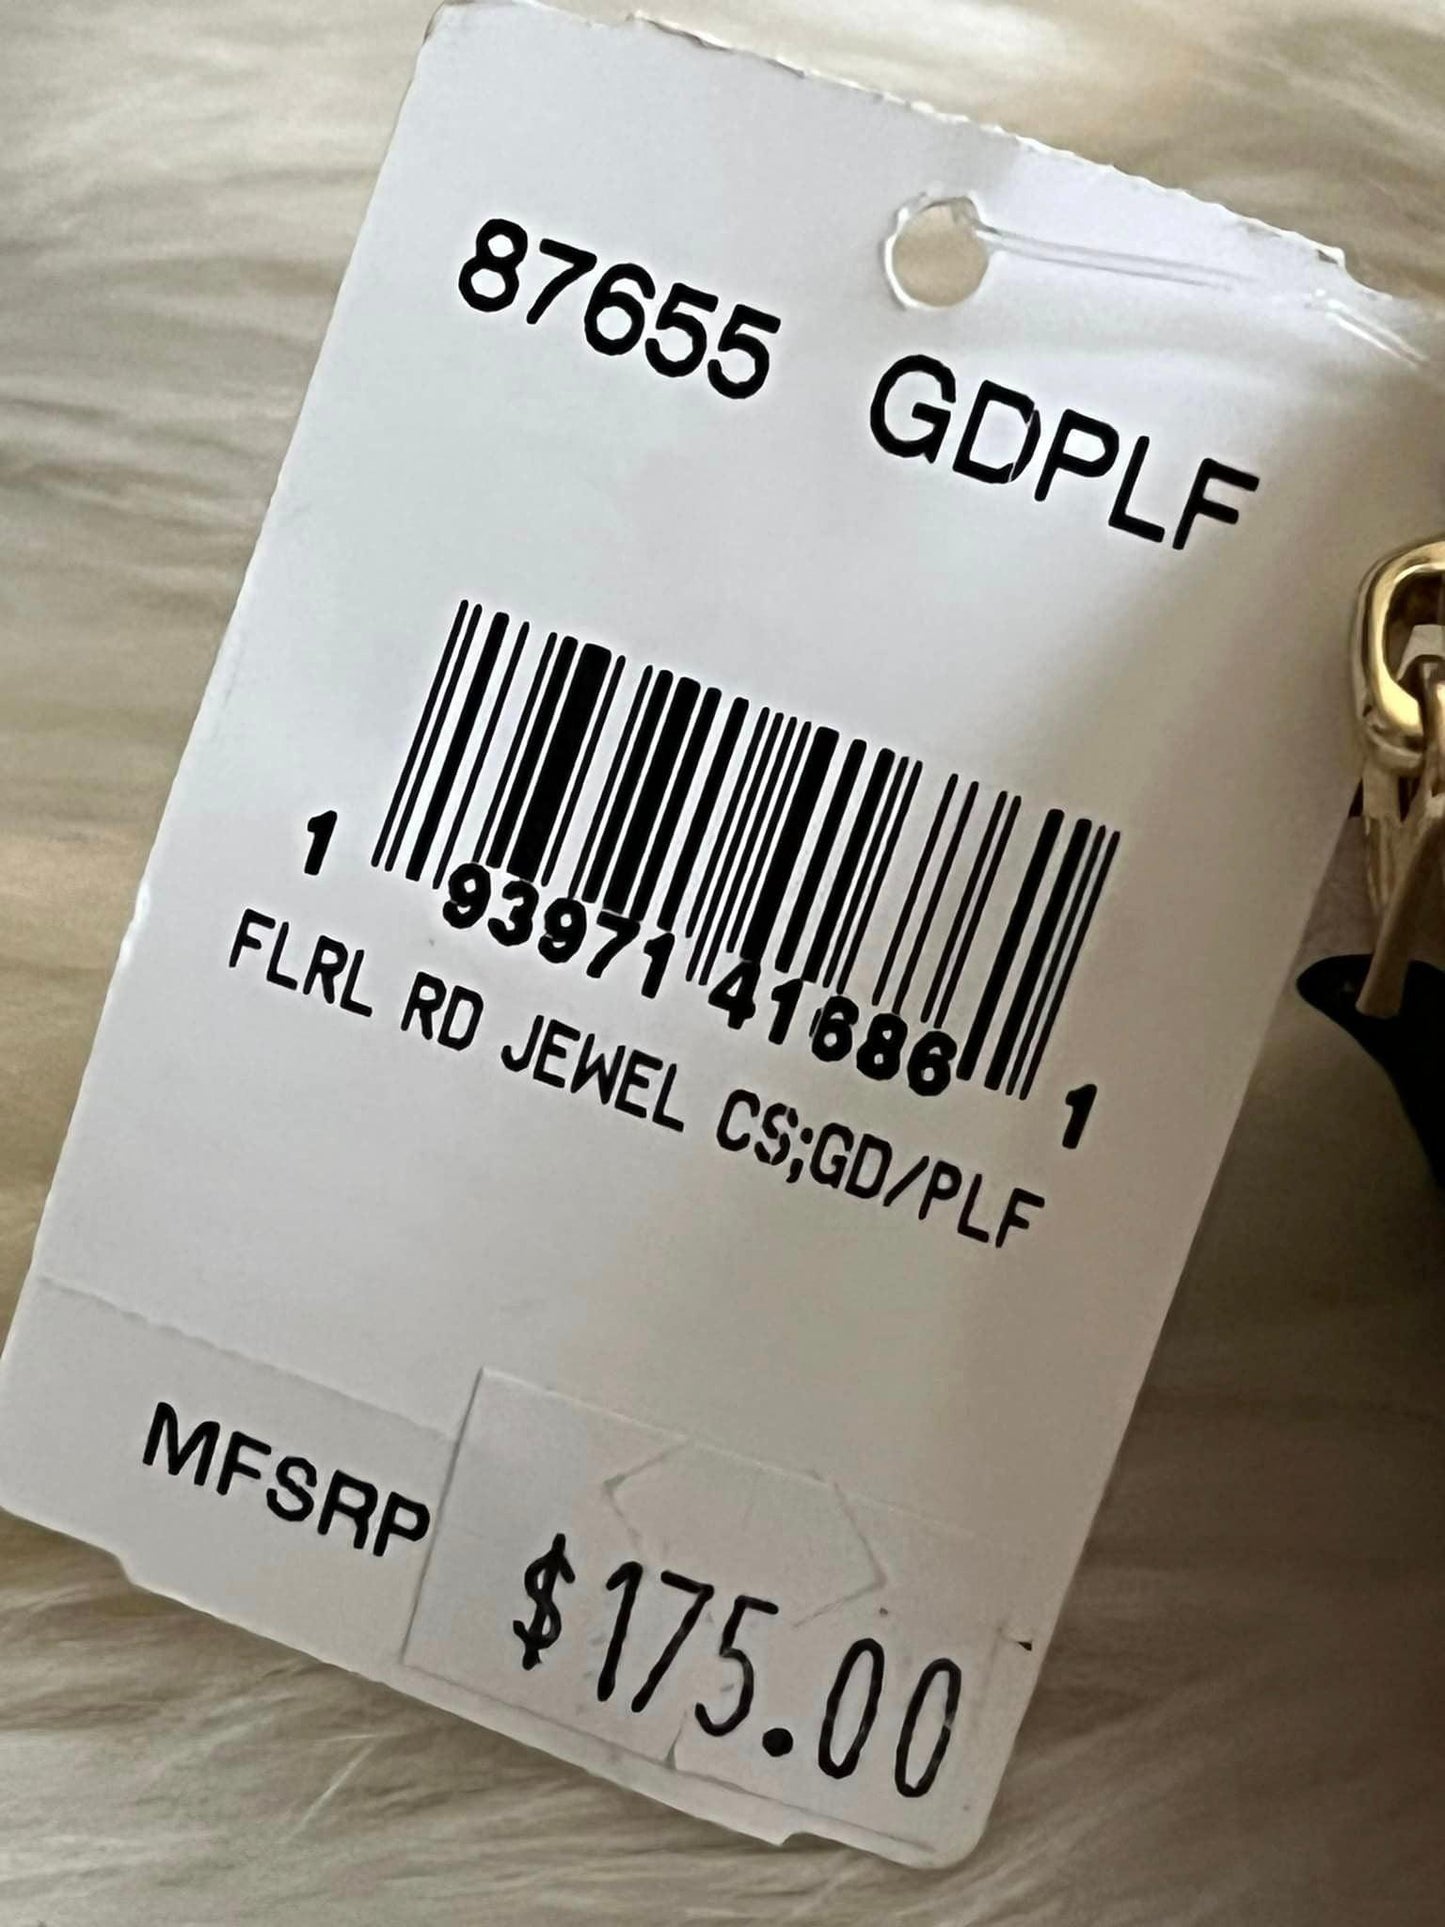 87655 GDPLF
1 93971 41686 1
FLRL RD JEWEL CS;GD/PLF
MFSRP $175.00